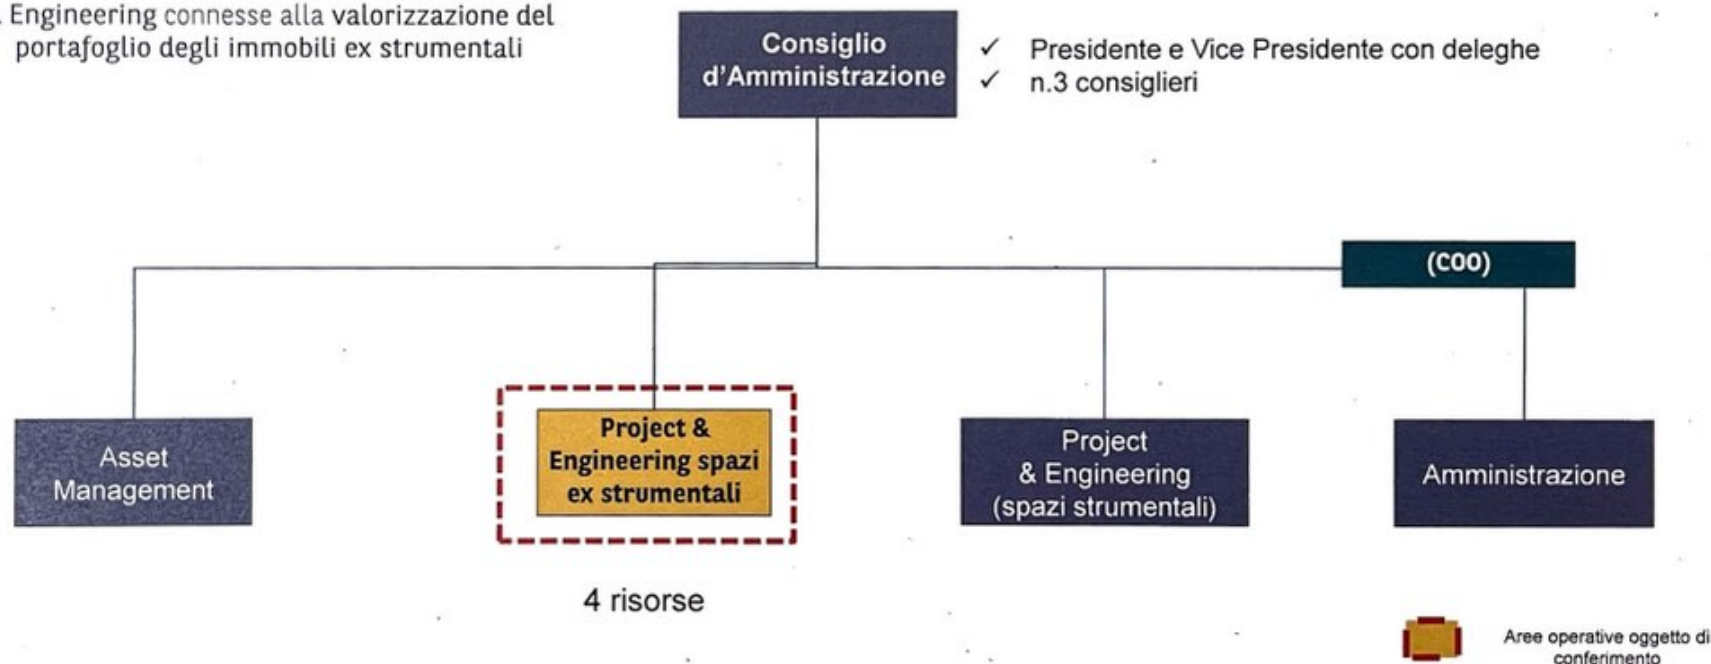 Engineering connesse alla valorizzazione del
portafoglio degli immobili ex strumentali
Consiglio
d'Amministrazione
✓ Presidente e Vice Presidente con deleghe
✓ n.3 consiglieri
(COO)
Asset
Management
Project &
Engineering spazi
ex strumentali
Project
& Engineering
(spazi strumentali)
Amministrazione
4 risorse
Aree operative oggetto di
conferimento